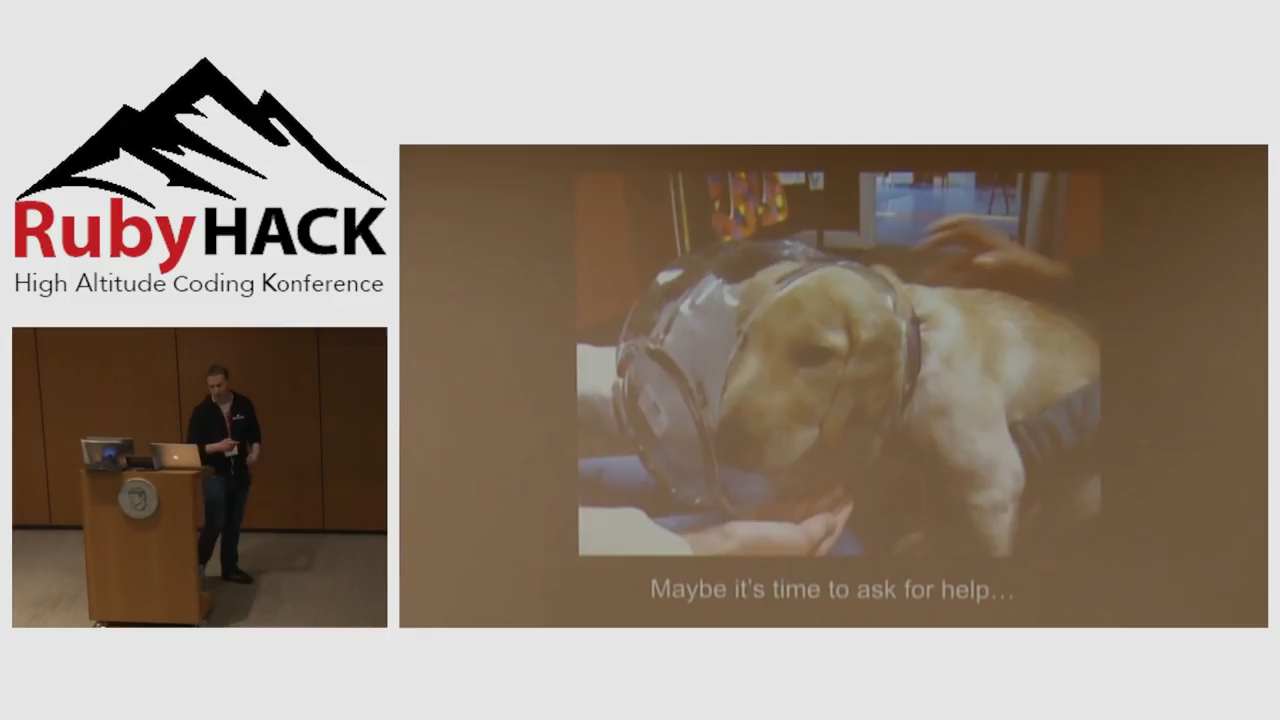 RubyHACK
High Altitude Coding Konference
Maybe it's time to ask for help…